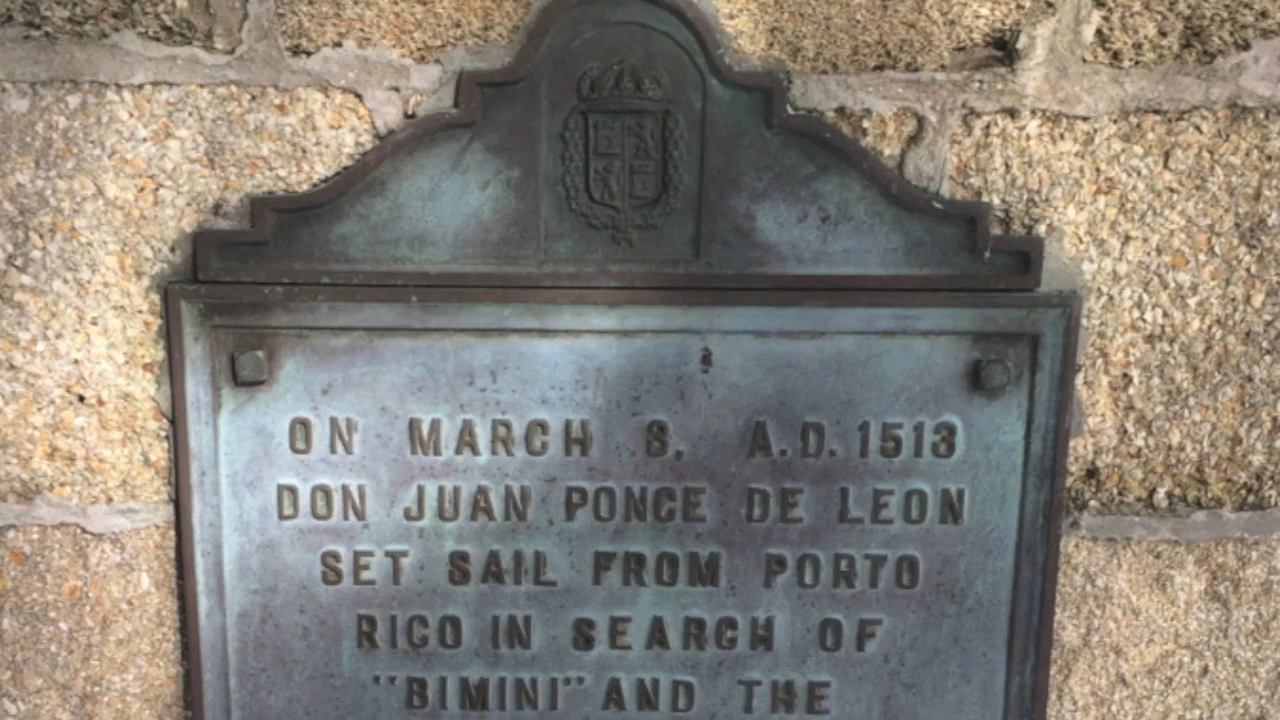 ON MARCH 8, A.D. 1513
DON JUAN PONCE DE LEON
SET SAIL FROM PORTO
RICO IN SEARCH OF
"BIMINI" AND THE